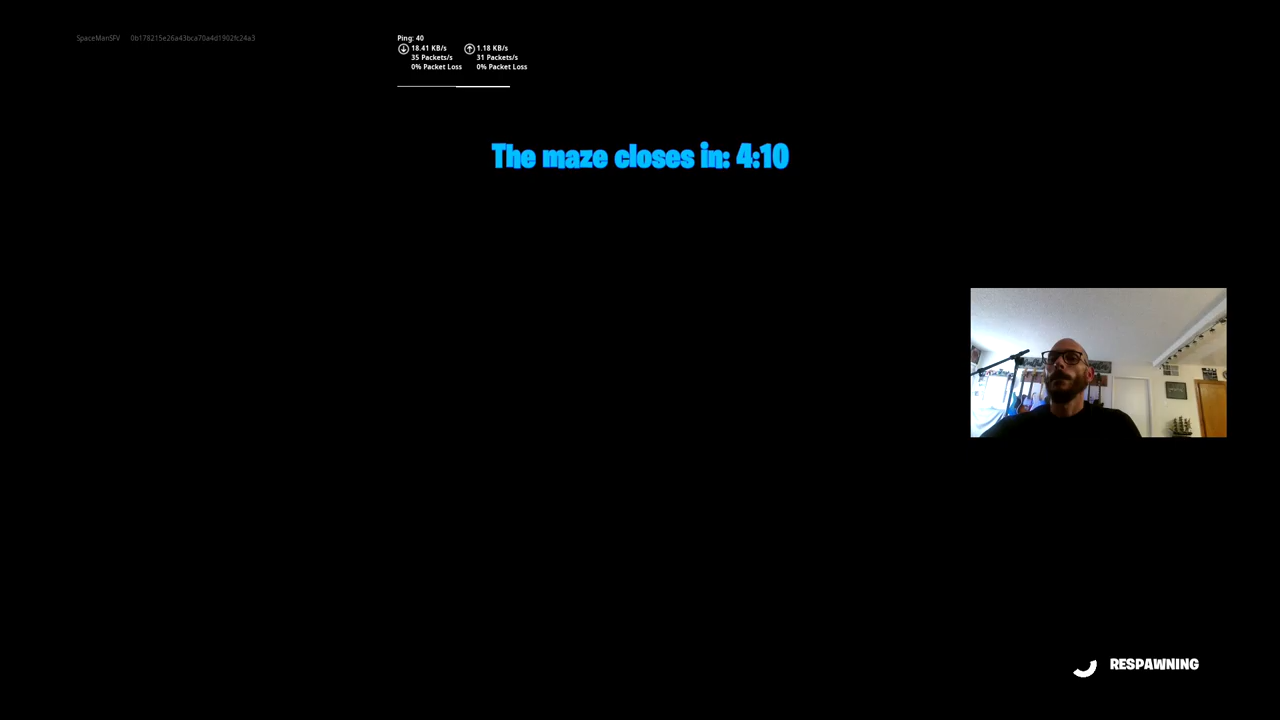 SpaceManSFV 0b178215e26a43bca70a4d1902fc24a3
Ping: 40
18.41 KB/s 1.18 KB/s
35 Packets/s 31 Packets/s
0% Packet Loss 0% Packet Loss
The maze closes in: 4:10
RESPAWNING